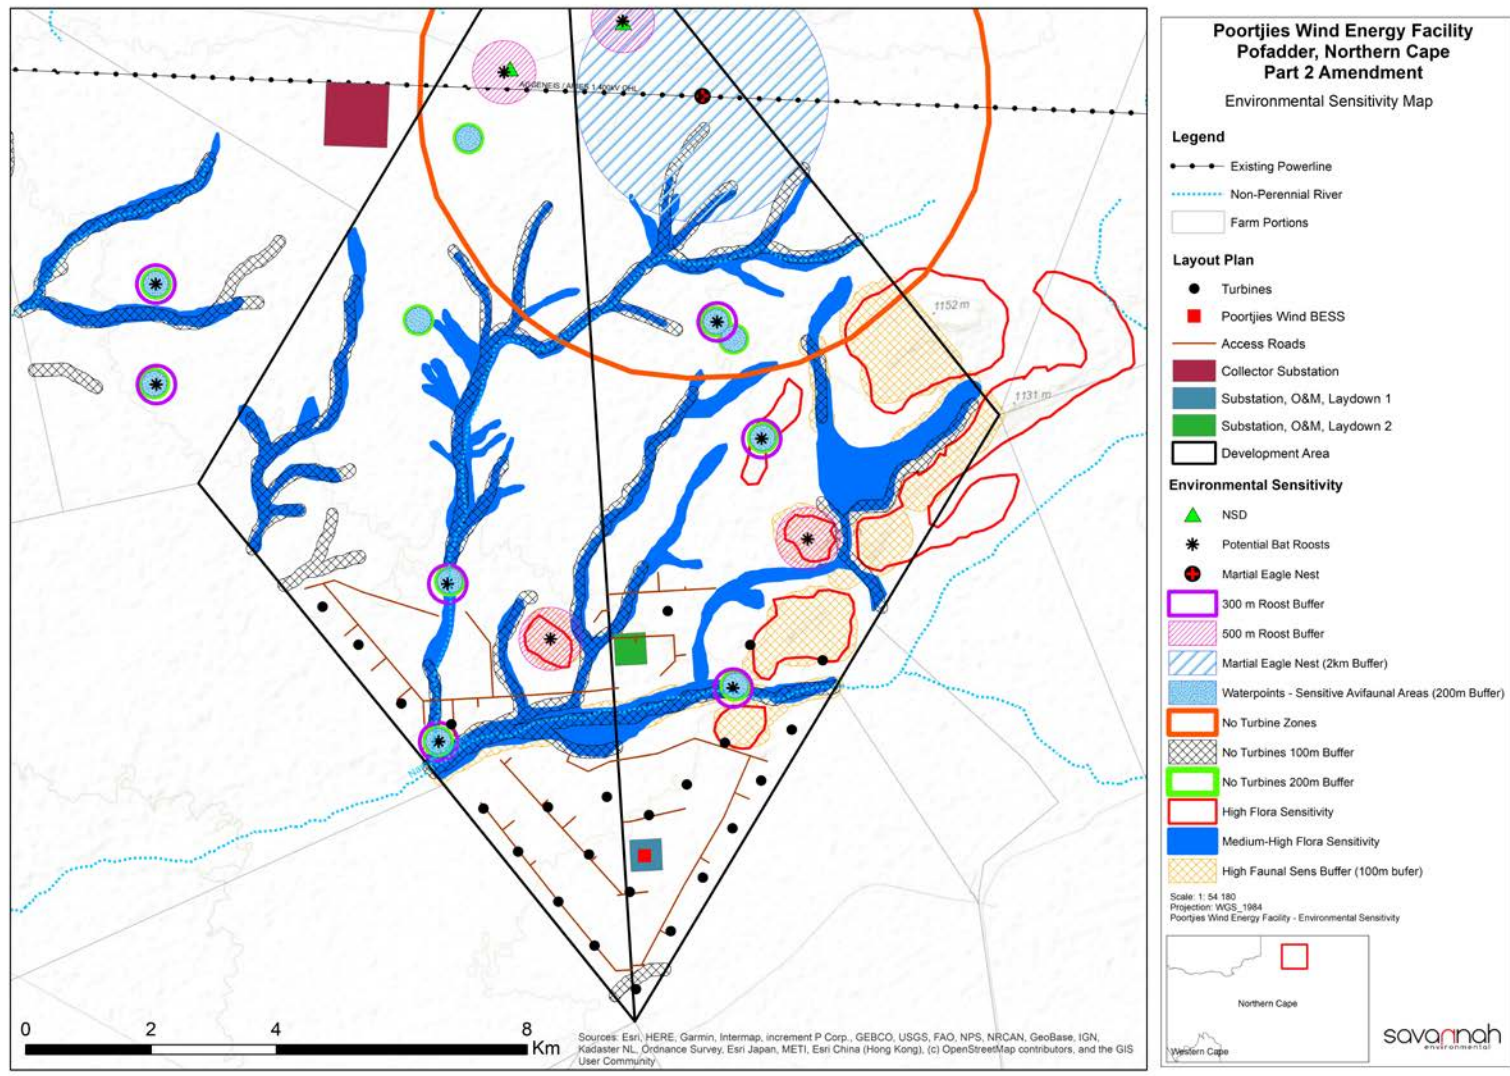 Poortjies Wind Energy Facility
Pofadder, Northern Cape
Part 2 Amendment
Environmental Sensitivity Map
Legend
Existing Powerline
Non-Perennial River
Farm Portions
Layout Plan
Turbines
Poortjies Wind BESS
Access Roads
Collector Substation
Substation, O&M, Laydown 1
Substation, O&M, Laydown 2
Development Area
Environmental Sensitivity
NSD
Potential Bat Roosts
Martial Eagle Nest
300 m Roost Buffer
500 m Roost Buffer
Martial Eagle Nest (2km Buffer)
Waterpoints - Sensitive Avifaunal Areas (200m Buffer)
No Turbine Zones
No Turbines 100m Buffer
No Turbines 200m Buffer
High Flora Sensitivity
Medium-High Flora Sensitivity
High Faunal Sens Buffer (100m bufer)
Scale: 1: 54 180
Projection: WGS_1984
Poortjies Wind Energy Facility - Environmental Sensitivity
Northern Cape
Western Cape
savannah
environmental
1152 m
1131 m
0 2 4 8 Km
Sources: Esri, HERE, Garmin, Intermap, increment P Corp., GEBCO, USGS, FAO, NPS, NRCAN, GeoBase, IGN,
Kadaster NL, Ordnance Survey, Esri Japan, METI, Esri China (Hong Kong), (c) OpenStreetMap contributors, and the GIS
User Community